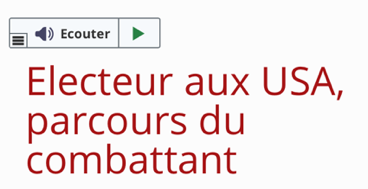 Ecouter
Electeur aux USA,
parcours du
combattant